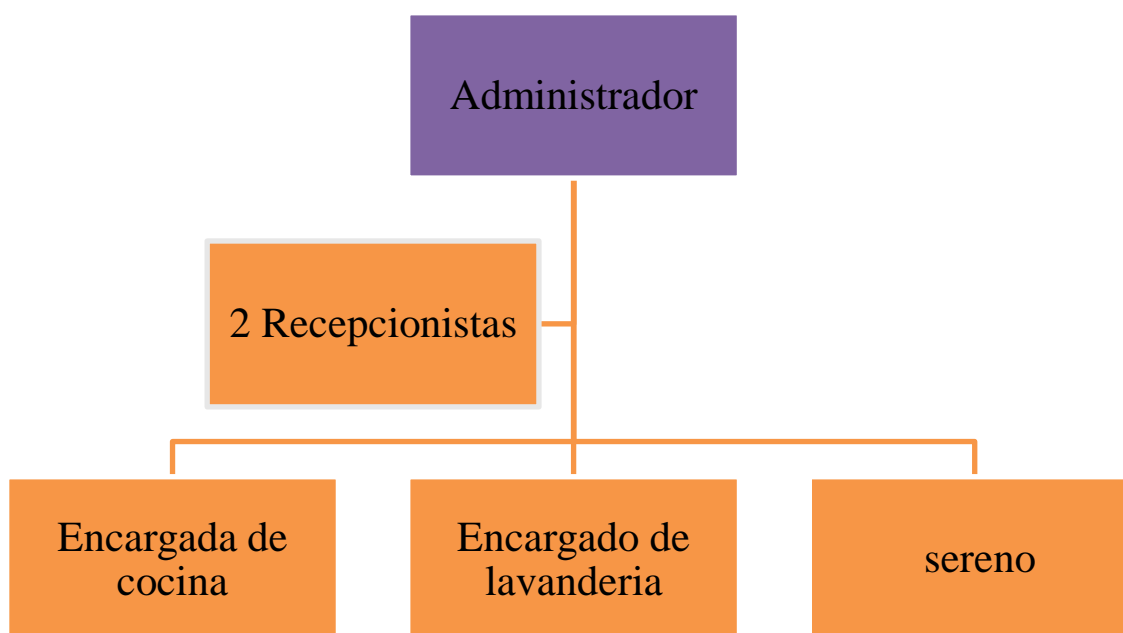 Administrador
2 Recepcionistas
Encargada de
cocina
Encargado de
lavanderia
sereno